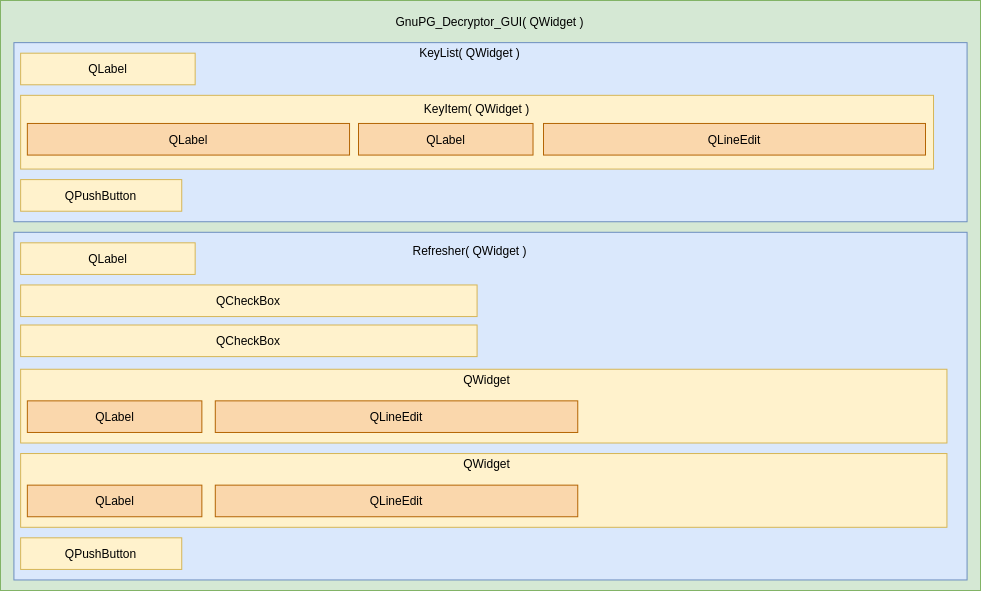 GnuPG_Decryptor_GUI( QWidget )
KeyList( QWidget )
QLabel
KeyItem( QWidget )
QLabel
QLabel
QLineEdit
QPushButton
Refresher( QWidget )
QLabel
QCheckBox
QCheckBox
QWidget
QLabel
QLineEdit
QWidget
QLabel
QLineEdit
QPushButton